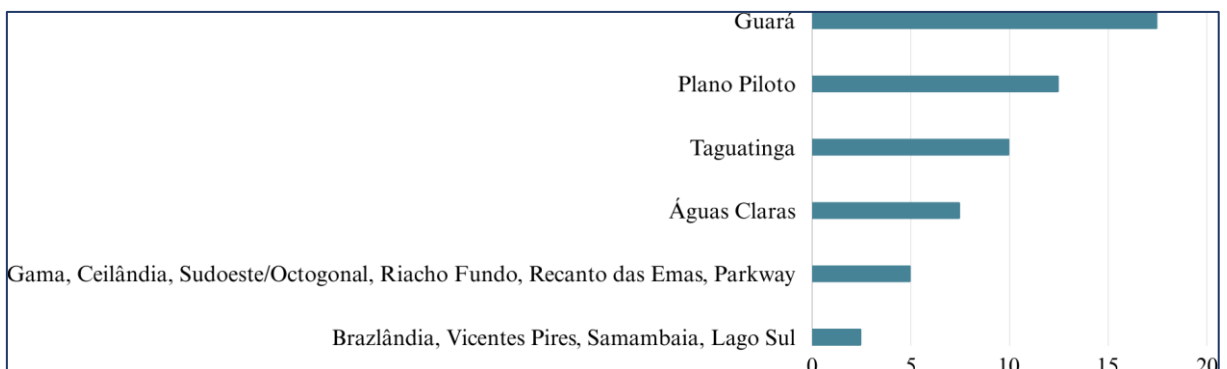 Guará
Plano Piloto
Taguatinga
Águas Claras
Gama, Ceilândia, Sudoeste/Octogonal, Riacho Fundo, Recanto das Emas, Parkway
Brazlândia, Vicentes Pires, Samambaia, Lago Sul
0 5 10 15 20